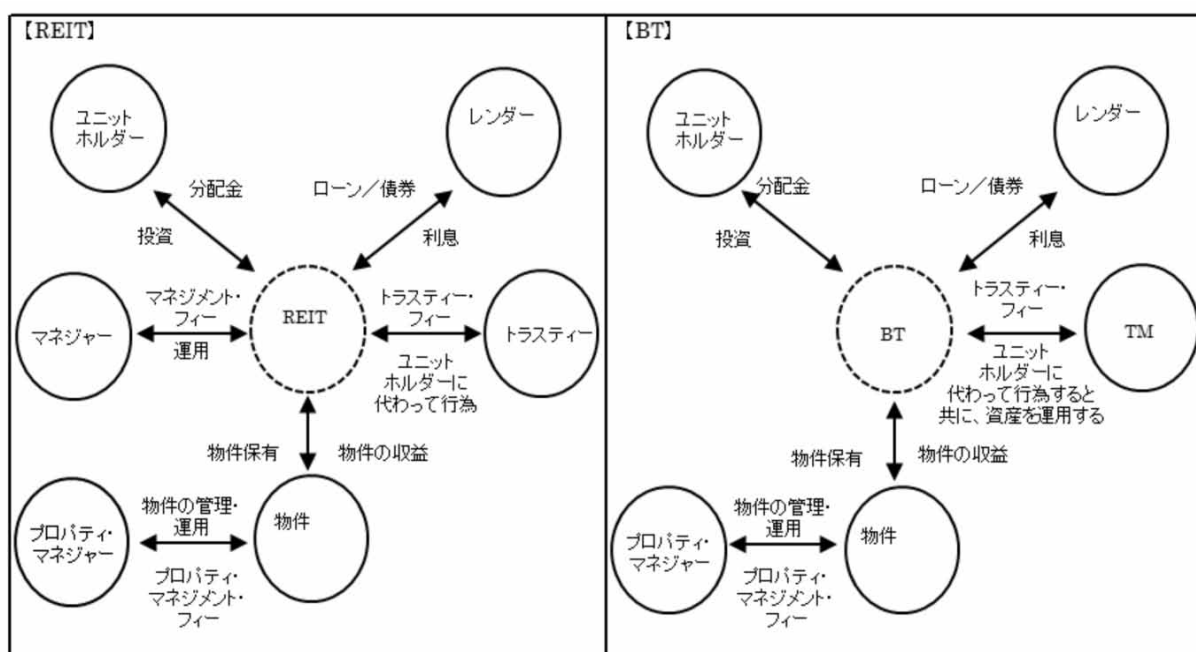 【REIT】
ユニット
ホルダー
レンダー
分配金
ローン／債券
投資
利息
マネジャー
マネジメント・
フィー
運用
REIT
トラスティー・
フィー
ユニット
ホルダーに
代わって行為
トラスティー
物件保有
物件の収益
プロパティ・
マネジャー
物件の管理・
運用
プロパティ・
マネジメント・
フィー
物件
【BT】
ユニット
ホルダー
レンダー
分配金
ローン／債券
投資
利息
BT
トラスティー・
フィー
ユニット
ホルダーに
代わって行為すると
共に、資産を運用する
TM
物件保有
物件の収益
プロパティ・
マネジャー
物件の管理・
運用
プロパティ・
マネジメント・
フィー
物件